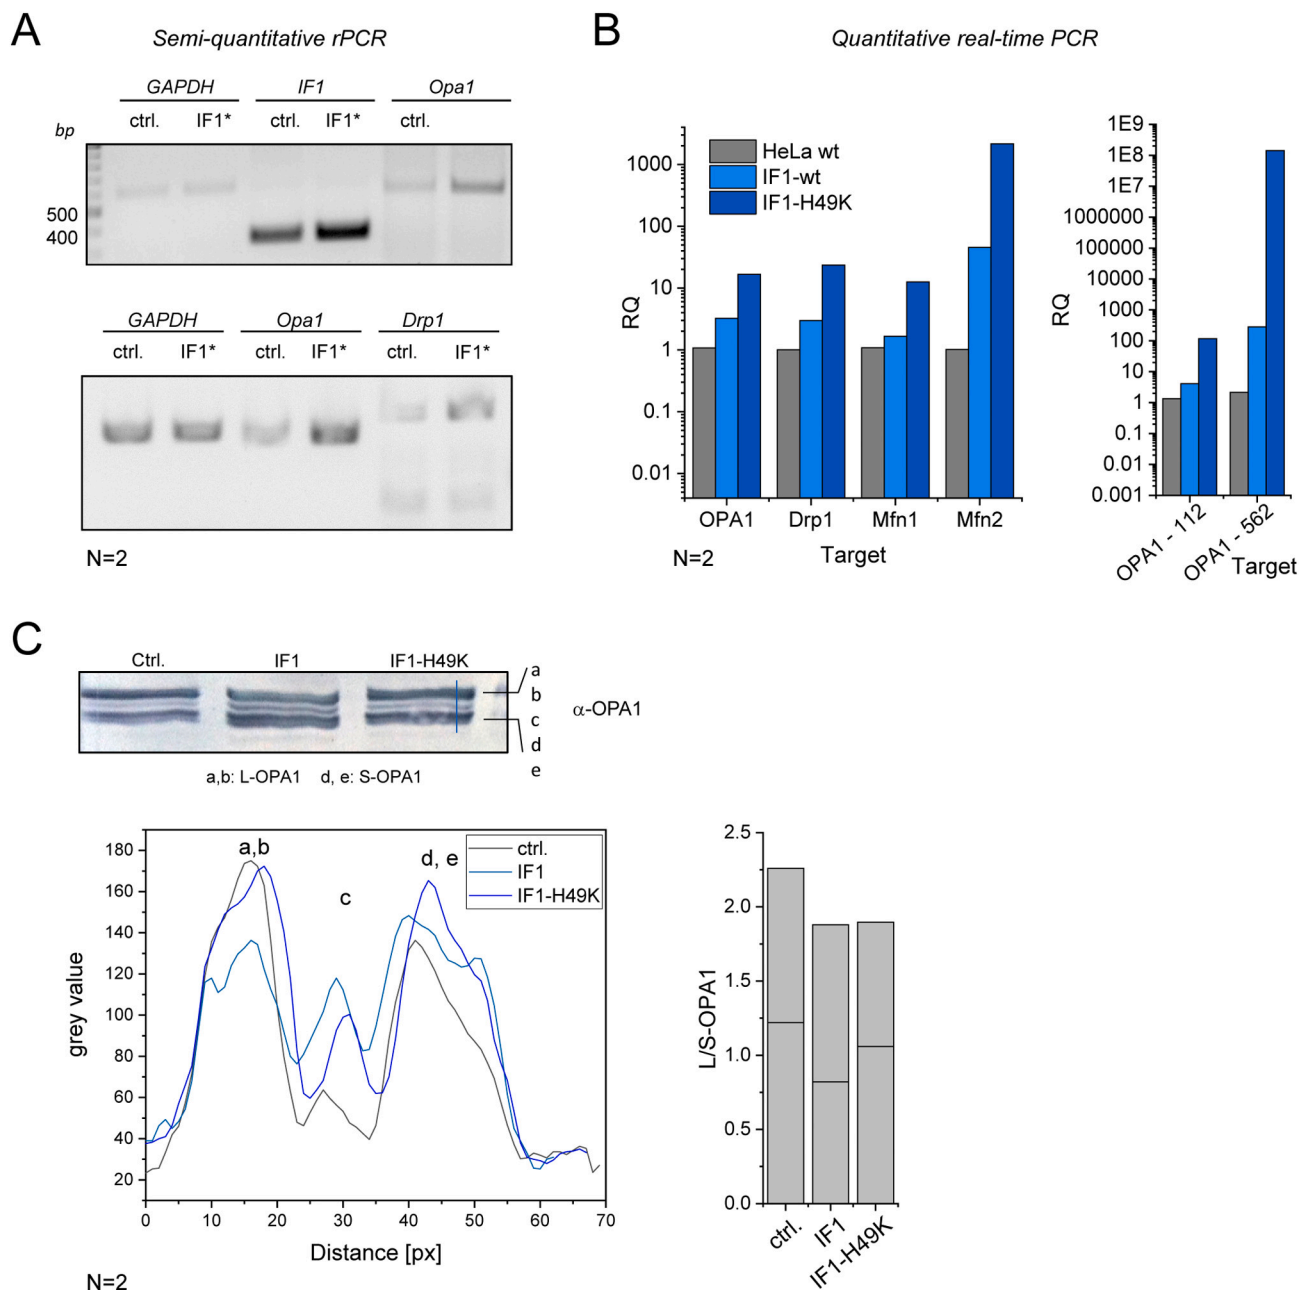 A
Semi-quantitative rPCR
GAPDH IF1 Opa1
ctrl. IF1* ctrl. IF1* ctrl.
bp
500
400
GAPDH Opa1 Drp1
ctrl. IF1* ctrl. IF1* ctrl. IF1*
N=2
B
Quantitative real-time PCR
HeLa wt
IF1-wt
IF1-H49K
1000
100
10
1
0.1
0.01
RQ
OPA1 Drp1 Mfn1 Mfn2
N=2 Target
1E9
1E8
1E7
1000000
100000
10000
1000
100
10
1
0.1
0.01
0.001
RQ
OPA1 - 112 OPA1 - 562
Target
C
Ctrl. IF1 IF1-H49K
a
b
c
d
e
α-OPA1
a,b: L-OPA1 d, e: S-OPA1
180
160
140
120
100
80
60
40
20
grey value
a,b
c
d, e
ctrl.
IF1
IF1-H49K
0 10 20 30 40 50 60 70
Distance [px]
N=2
2.5
2.0
1.5
1.0
0.5
0.0
L/S-OPA1
ctrl. IF1 IF1-H49K